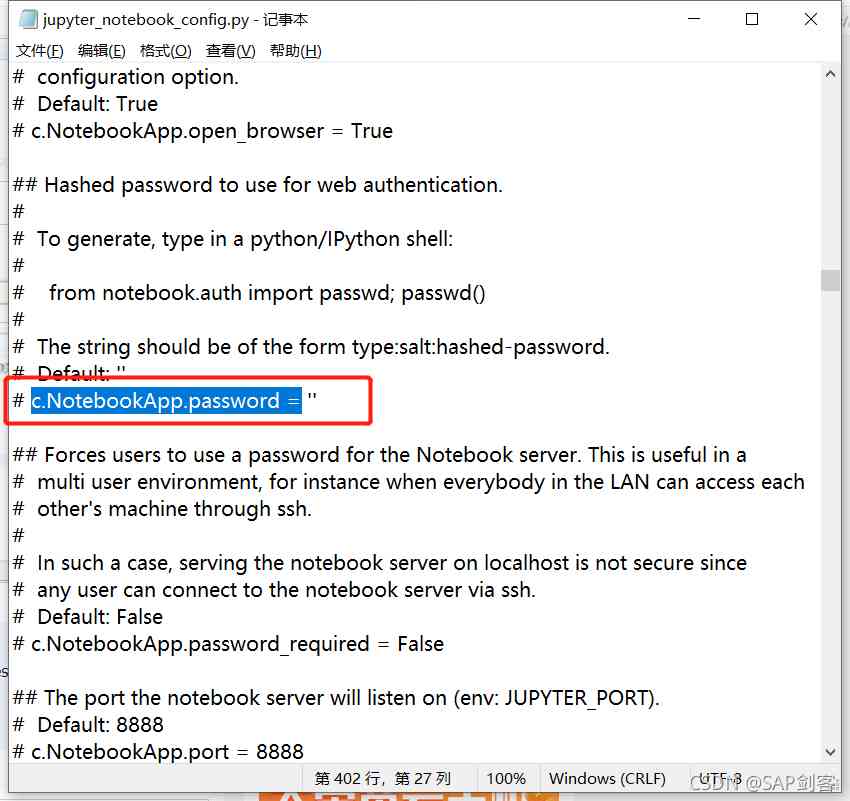 jupyter_notebook_config.py - 记事本
文件(F) 编辑(E) 格式(O) 查看(V) 帮助(H)
#  configuration option.
#  Default: True
# c.NotebookApp.open_browser = True
## Hashed password to use for web authentication.
#
#  To generate, type in a python/IPython shell:
#
#    from notebook.auth import passwd; passwd()
#
#  The string should be of the form type:salt:hashed-password.
#  Default: ''
# c.NotebookApp.password = ''
## Forces users to use a password for the Notebook server. This is useful in a
#  multi user environment, for instance when everybody in the LAN can access each
#  other's machine through ssh.
#
#  In such a case, serving the notebook server on localhost is not secure since
#  any user can connect to the notebook server via ssh.
#  Default: False
# c.NotebookApp.password_required = False
## The port the notebook server will listen on (env: JUPYTER_PORT).
#  Default: 8888
# c.NotebookApp.port = 8888
第 402 行，第 27 列 100% Windows (CRLF) UTF-8
CSDN @SAP剑客